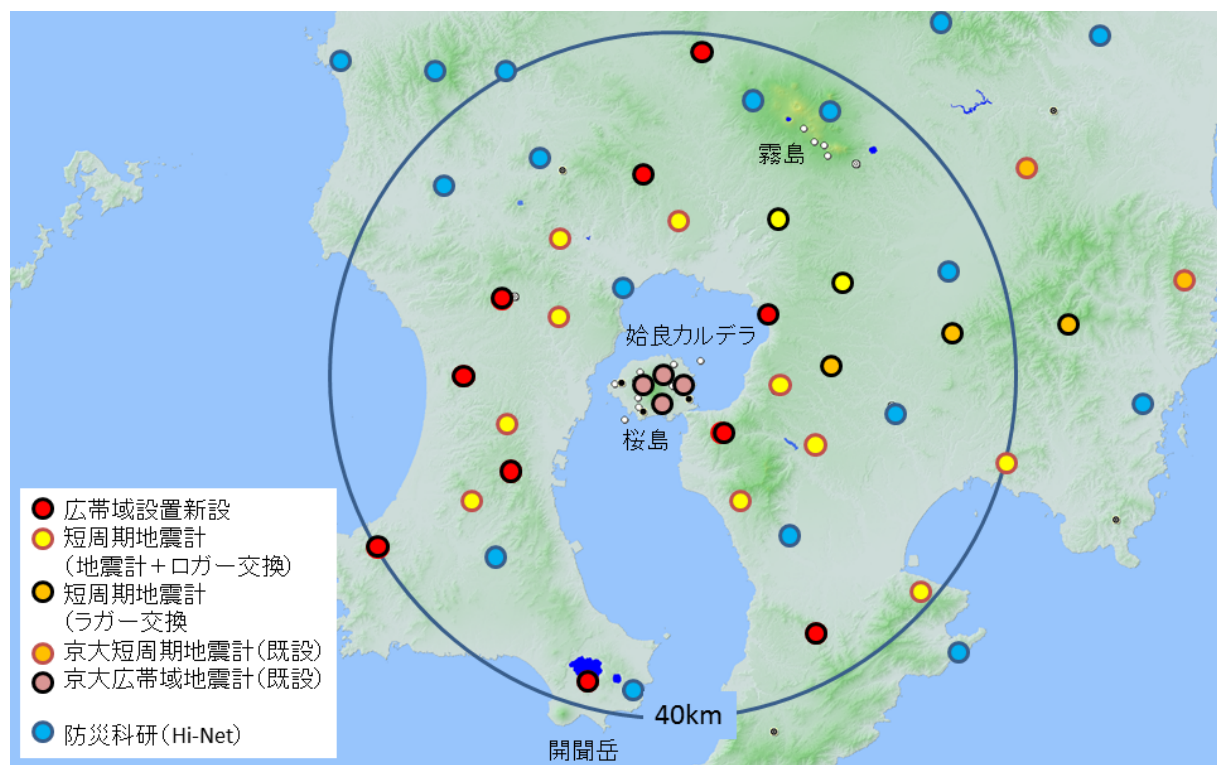 霧島
姶良カルデラ
桜島
広帯域設置新設
短周期地震計
(地震計+ロガー交換)
短周期地震計
(ラガー交換
京大短周期地震計(既設)
京大広帯域地震計(既設)
防災科研(Hi-Net)
40km
開聞岳